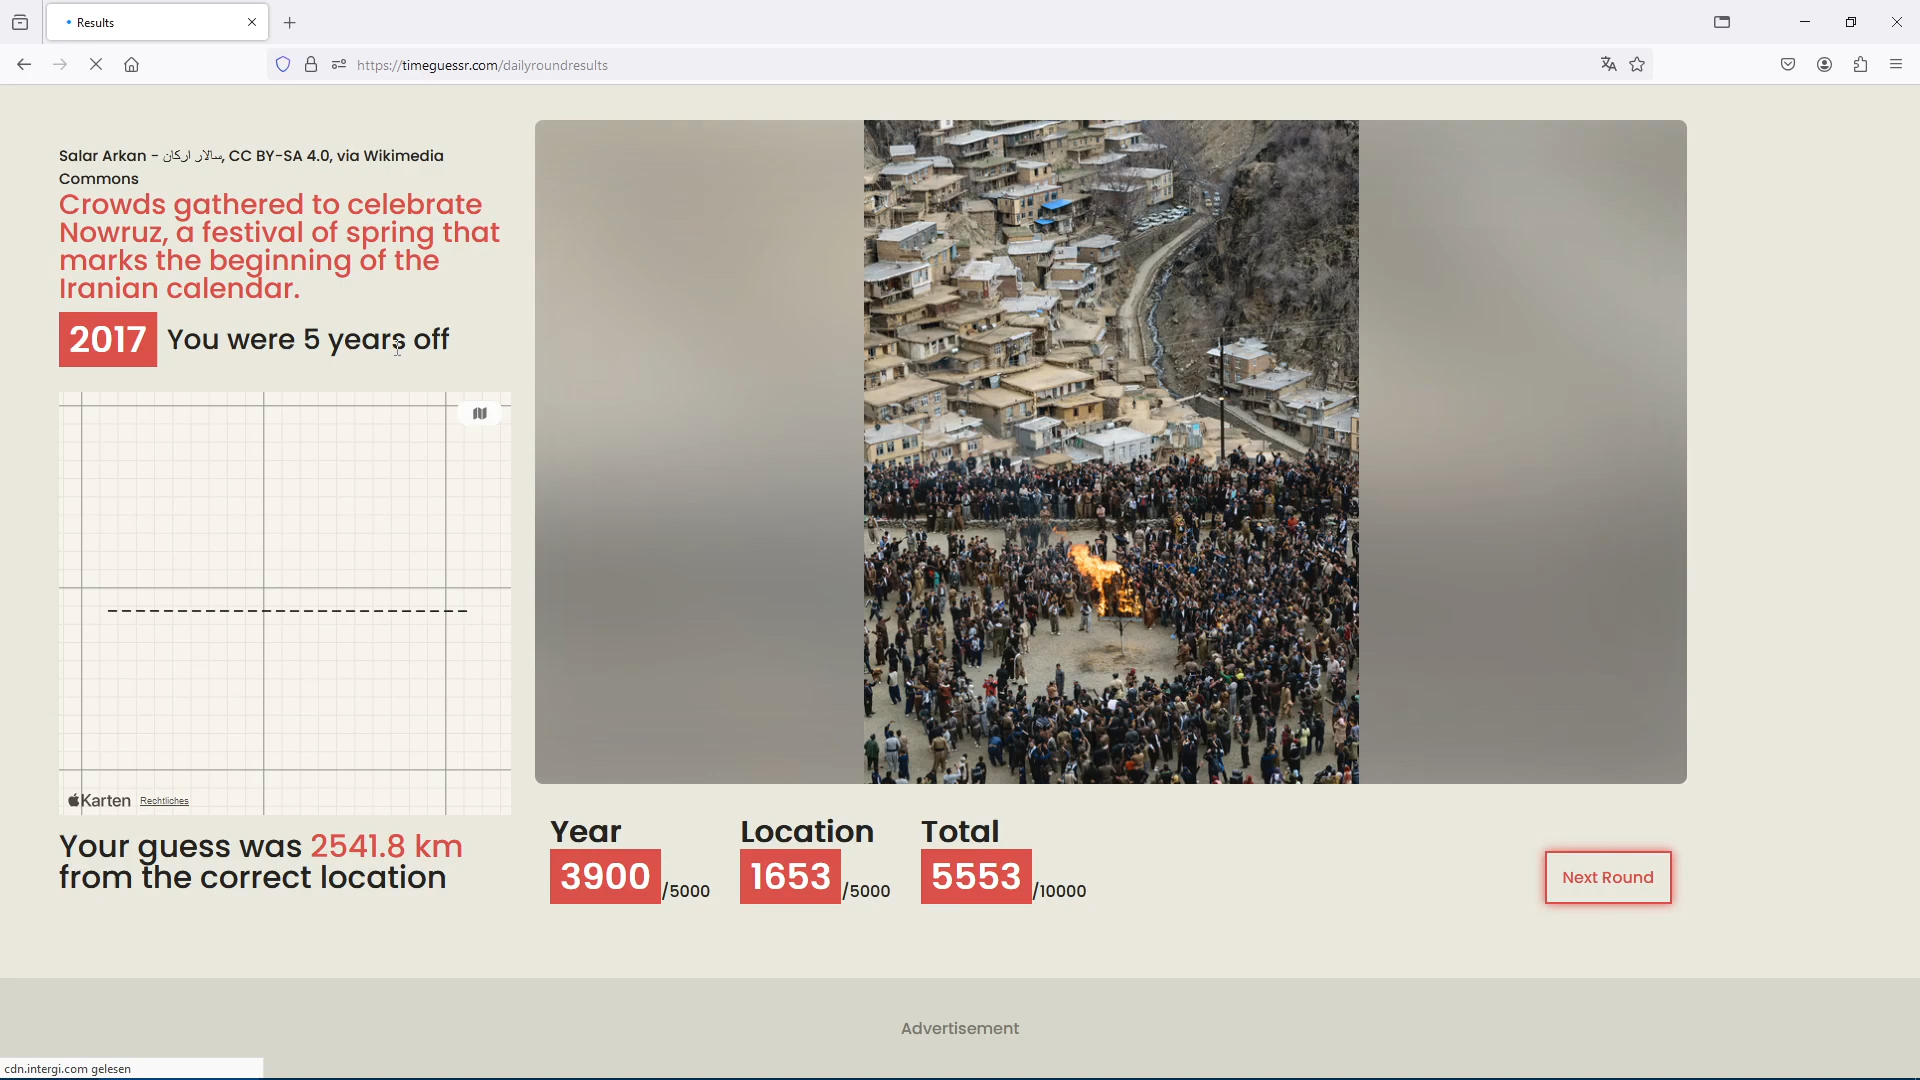 Results
https://timeguessr.com/dailyroundresults
Salar Arkan - سالار ارکان, CC BY-SA 4.0, via Wikimedia
Commons
Crowds gathered to celebrate
Nowruz, a festival of spring that
marks the beginning of the
Iranian calendar.
2017 You were 5 years off
Karten Rechtliches
Your guess was 2541.8 km
from the correct location
Year Location Total
3900 /5000 1653 /5000 5553 /10000
Next Round
Advertisement
cdn.intergi.com gelesen